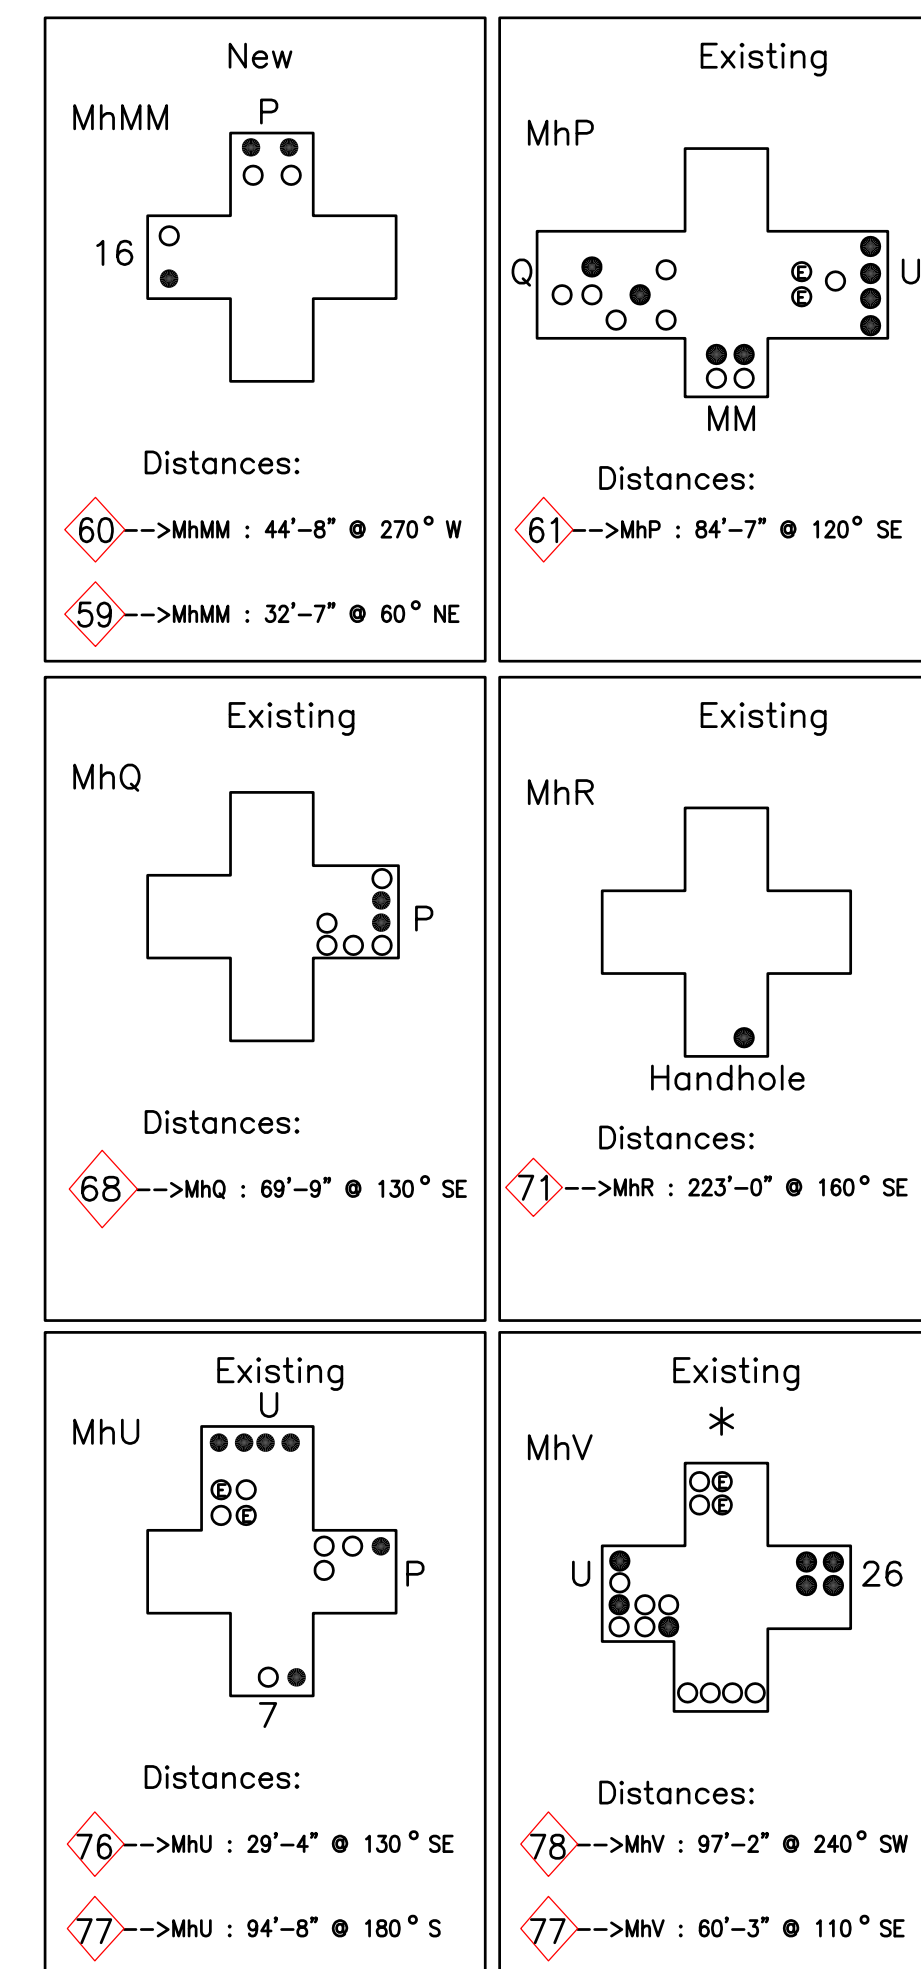 New
MhMM
P
16
Distances:
60 -->MhMM : 44'-8" @ 270° W
59 -->MhMM : 32'-7" @ 60° NE
Existing
MhP
Q
E
U
E
MM
Distances:
61 -->MhP : 84'-7" @ 120° SE
Existing
MhQ
P
Distances:
68 -->MhQ : 69'-9" @ 130° SE
Existing
MhR
Handhole
Distances:
71 -->MhR : 223'-0" @ 160° SE
Existing
U
MhU
E
E
P
7
Distances:
76 -->MhU : 29'-4" @ 130° SE
77 -->MhU : 94'-8" @ 180° S
Existing
*
MhV
E
E
U
26
Distances:
78 -->MhV : 97'-2" @ 240° SW
77 -->MhV : 60'-3" @ 110° SE